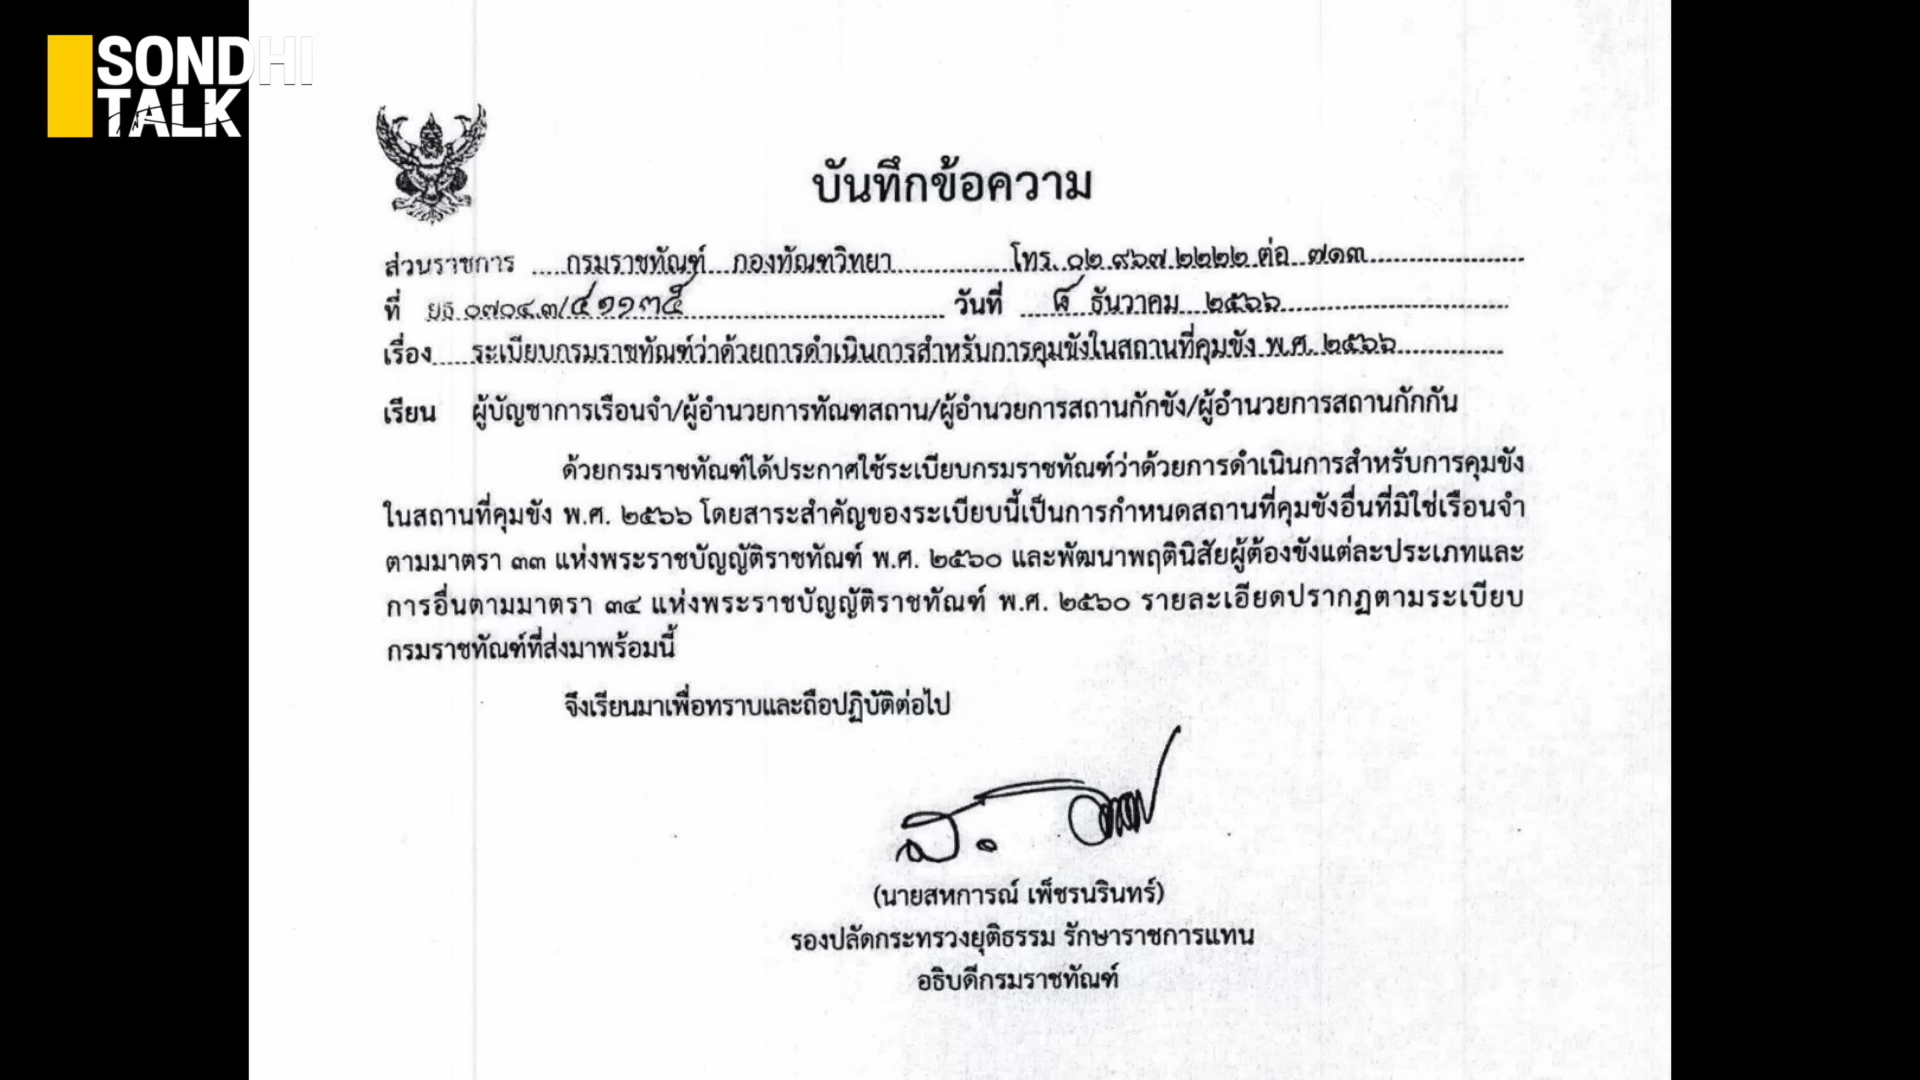 SONDHI
TALK
บันทึกข้อความ
ส่วนราชการ กรมราชทัณฑ์ กองทัณฑวิทยา โทร. ๐๒ ๙๖๗ ๒๒๒๒ ต่อ ๗๑๓
ที่ ยธ ๐๗๐๔.๓/๔๑๑๓๕ วันที่ ๘ ธันวาคม ๒๕๖๖
เรื่อง ระเบียบกรมราชทัณฑ์ว่าด้วยการดำเนินการสำหรับการคุมขังในสถานที่คุมขัง พ.ศ. ๒๕๖๖
เรียน ผู้บัญชาการเรือนจำ/ผู้อำนวยการทัณฑสถาน/ผู้อำนวยการสถานกักขัง/ผู้อำนวยการสถานกักกัน
ด้วยกรมราชทัณฑ์ได้ประกาศใช้ระเบียบกรมราชทัณฑ์ว่าด้วยการดำเนินการสำหรับการคุมขัง
ในสถานที่คุมขัง พ.ศ. ๒๕๖๖ โดยสาระสำคัญของระเบียบนี้เป็นการกำหนดสถานที่คุมขังอื่นที่มิใช่เรือนจำ
ตามมาตรา ๓๓ แห่งพระราชบัญญัติราชทัณฑ์ พ.ศ. ๒๕๖๐ และพัฒนาพฤตินิสัยผู้ต้องขังแต่ละประเภทและ
การอื่นตามมาตรา ๓๔ แห่งพระราชบัญญัติราชทัณฑ์ พ.ศ. ๒๕๖๐ รายละเอียดปรากฏตามระเบียบ
กรมราชทัณฑ์ที่ส่งมาพร้อมนี้
จึงเรียนมาเพื่อทราบและถือปฏิบัติต่อไป
(นายสหการณ์ เพ็ชรนรินทร์)
รองปลัดกระทรวงยุติธรรม รักษาราชการแทน
อธิบดีกรมราชทัณฑ์